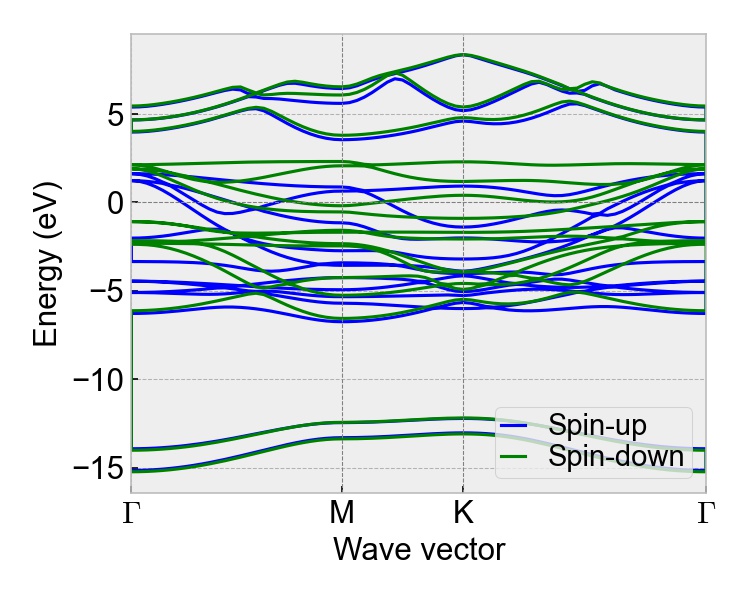 5
0
−5
−10
−15
Energy (eV)
Spin-up
Spin-down
Γ M K Γ
Wave vector